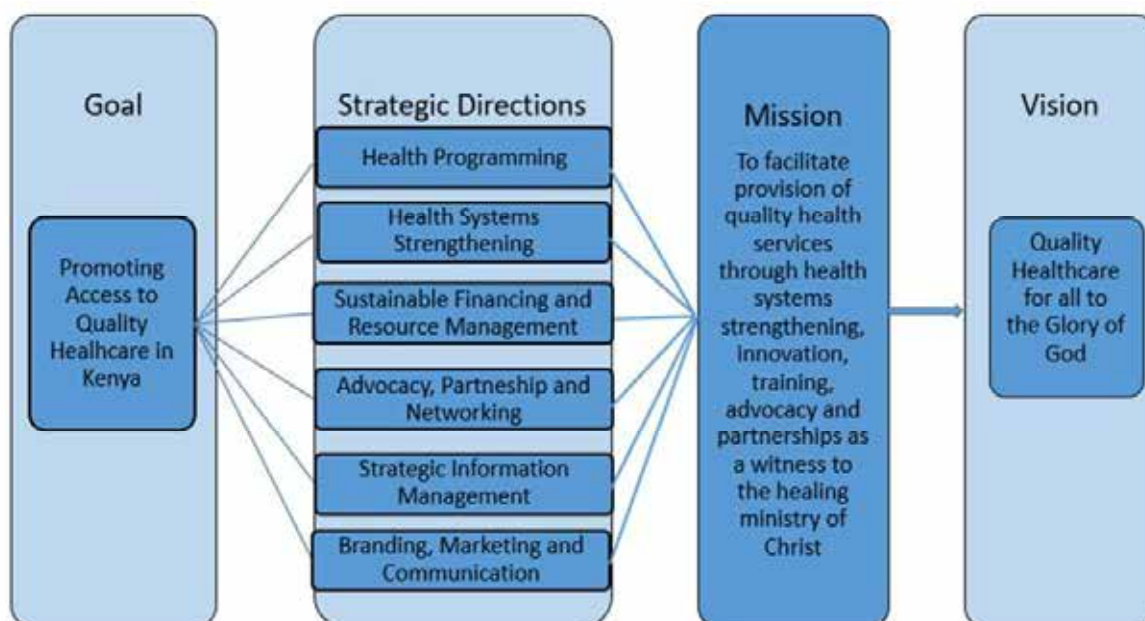 Goal
Promoting
Access to
Quality
Healhcare in
Kenya
Strategic Directions
Health Programming
Health Systems
Strengthening
Sustainable Financing and
Resource Management
Advocacy, Partneship and
Networking
Strategic Information
Management
Branding, Marketing and
Communication
Mission
To facilitate
provision of
quality health
services
through health
systems
strengthening,
innovation,
training,
advocacy and
partnerships as
a witness to
the healing
ministry of
Christ
Vision
Quality
Healthcare
for all to
the Glory of
God